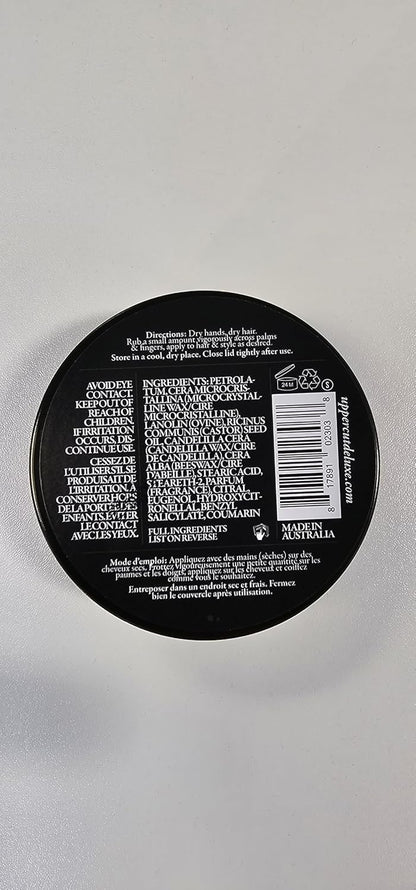 Directions: Dry hands, dry hair.
Rub a small amount vigorously across palms
& fingers, apply to hair & style as desired.
Store in a cool, dry place. Close lid tightly after use.
AVOID EYE
CONTACT.
KEEP OUT OF
REACH OF
CHILDREN.
IF IRRITATION
OCCURS, DIS-
CONTINUE USE.
CESSEZ DE
L'UTILISER S'IL SE
PRODUISAIT DE
L'IRRITATION, À
CONSERVER HORS
DE LA PORTÉE DES
ENFANTS. ÉVITER
LE CONTACT
AVEC LES YEUX.
INGREDIENTS: PETROLA-
TUM, CERA MICROCRIS-
TALLINA (MICROCRYSTAL-
LINE WAX/CIRE
MICROCRISTALLINE),
LANOLIN (OVINE), RICINUS
COMMUNIS (CASTOR) SEED
OIL, CANDELILLA CERA
(CANDELILLA WAX/CIRE
DE CANDELILLA), CERA
ALBA (BEESWAX/CIRE
D'ABEILLE), STEARIC ACID,
STEARETH-2, PARFUM
(FRAGRANCE), CITRAL,
EUGENOL, HYDROXYCIT-
RONELLAL, BENZYL
SALICYLATE, COUMARIN
FULL INGREDIENTS
LIST ON REVERSE
24M
S
8 17891 02303 8
uppercutdeluxe.com
MADE IN
AUSTRALIA
Mode d'emploi: Appliquez avec des mains (sèches) sur des
cheveux secs. Frottez vigoureusement une petite quantité sur les
paumes et les doigts, appliquez sur les cheveux et coiffez
comme vous le souhaitez.
Entreposer dans un endroit sec et frais. Fermez
bien le couvercle après utilisation.